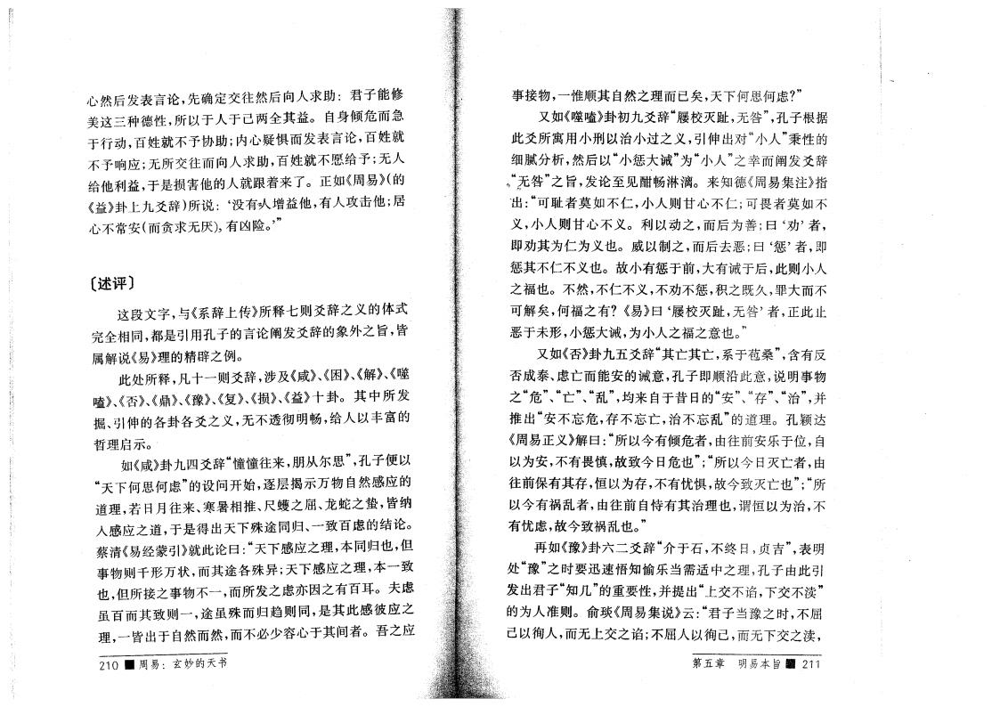 心然后发表言论,先确定交往然后向人求助: 君子能修
美这三种德性,所以于人于己两全其益。自身倾危而急
于行动,百姓就不予协助;内心疑惧而发表言论,百姓就
不予响应;无所交往而向人求助,百姓就不愿给予;无人
给他利益,于是损害他的人就跟着来了。正如《周易》(的
《益》卦上九爻辞)所说: ‘没有人增益他,有人攻击他;居
心不常安(而贪求无厌),有凶险。’”
〔述评〕
这段文字,与《系辞上传》所释七则爻辞之义的体式
完全相同,都是引用孔子的言论阐发爻辞的象外之旨,皆
属解说《易》理的精辟之例。
此处所释,凡十一则爻辞,涉及《咸》、《困》、《解》、《噬
嗑》、《否》、《鼎》、《豫》、《复》、《损》、《益》十卦。其中所发
掘、引伸的各卦各爻之义,无不透彻明畅,给人以丰富的
哲理启示。
如《咸》卦九四爻辞“憧憧往来,朋从尔思”,孔子便以
“天下何思何虑”的设问开始,逐层揭示万物自然感应的
道理,若日月往来、寒暑相推、尺蠖之屈、龙蛇之蛰,皆纳
入感应之道,于是得出天下殊途同归、一致百虑的结论。
蔡清《易经蒙引》就此论曰:“天下感应之理,本同归也,但
事物则千形万状,而其途各殊异;天下感应之理,本一致
也,但所接之事物不一,而所发之虑亦因之有百耳。夫虑
虽百而其致则一,途虽殊而归趋则同,是其此感彼应之
理,一皆出于自然而然,而不必少容心于其间者。吾之应
210 ■ 周易: 玄妙的天书
事接物,一惟顺其自然之理而已矣,天下何思何虑?”
又如《噬嗑》卦初九爻辞“屦校灭趾,无咎”,孔子根据
此爻所寓用小刑以治小过之义,引伸出对“小人”秉性的
细腻分析,然后以“小惩大诫”为“小人”之幸而阐发爻辞
“无咎”之旨,发论至见酣畅淋漓。来知德《周易集注》指
出:“可耻者莫如不仁,小人则甘心不仁;可畏者莫如不
义,小人则甘心不义。利以动之,而后为善;曰‘劝’者,
即劝其为仁为义也。威以制之,而后去恶;曰‘惩’者,即
惩其不仁不义也。故小有惩于前,大有诫于后,此则小人
之福也。不然,不仁不义,不劝不惩,积之既久,罪大而不
可解矣,何福之有?《易》曰‘屦校灭趾,无咎’者,正此止
恶于未形,小惩大诫,为小人之福之意也。”
又如《否》卦九五爻辞“其亡其亡,系于苞桑”,含有反
否成泰、虑亡而能安的诫意,孔子即顺沿此意,说明事物
之“危”、“亡”、“乱”,均来自于昔日的“安”、“存”、“治”,并
推出“安不忘危,存不忘亡,治不忘乱”的道理。孔颖达
《周易正义》解曰:“所以今有倾危者,由往前安乐于位,自
以为安,不有畏慎,故致今日危也”;“所以今日灭亡者,由
往前保有其存,恒以为存,不有忧惧,故今致灭亡也”;“所
以今有祸乱者,由往前自恃有其治理也,谓恒以为治,不
有忧虑,故今致祸乱也。”
再如《豫》卦六二爻辞“介于石,不终日,贞吉”,表明
处“豫”之时要迅速悟知愉乐当需适中之理,孔子由此引
发出君子“知几”的重要性,并提出“上交不谄,下交不渎”
的为人准则。俞琰《周易集说》云:“君子当豫之时,不屈
己以徇人,而无上交之谄;不屈人以徇己,而无下交之渎,
第五章 明易本旨 ■ 211